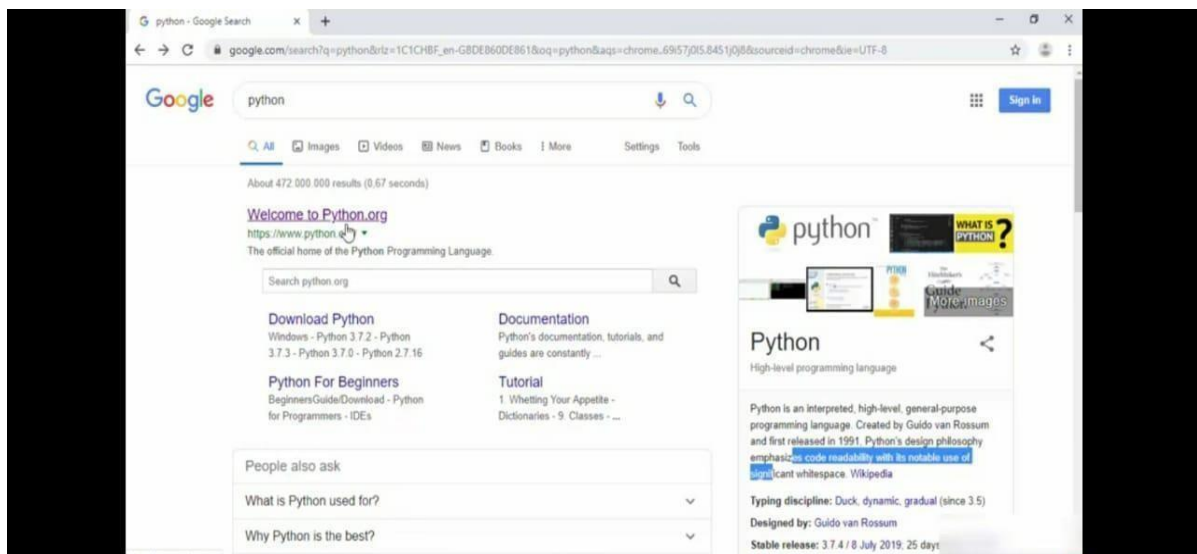 python - Google Search
google.com/search?q=python&rlz=1C1CHBF_en-GBDE860DE861&oq=python&aqs=chrome..69i57j0l5.8451j0j8&sourceid=chrome&ie=UTF-8
Google
python
Sign in
All Images Videos News Books More Settings Tools
About 472.000.000 results (0,67 seconds)
Welcome to Python.org
https://www.python.
The official home of the Python Programming Language.
Search python.org
Download Python
Windows - Python 3.7.2 - Python
3.7.3 - Python 3.7.0 - Python 2.7.16
Documentation
Python's documentation, tutorials, and
guides are constantly ...
Python For Beginners
BeginnersGuide/Download - Python
for Programmers - IDEs
Tutorial
1. Whetting Your Appetite -
Dictionaries - 9. Classes - ...
People also ask
What is Python used for?
Why Python is the best?
python
WHAT IS
PYTHON ?
PYTHON
Guide
More images
Python
High-level programming language
Python is an interpreted, high-level, general-purpose
programming language. Created by Guido van Rossum
and first released in 1991, Python's design philosophy
emphasizes code readability with its notable use of
significant whitespace. Wikipedia
Typing discipline: Duck, dynamic, gradual (since 3.5)
Designed by: Guido van Rossum
Stable release: 3.7.4 / 8 July 2019; 25 days